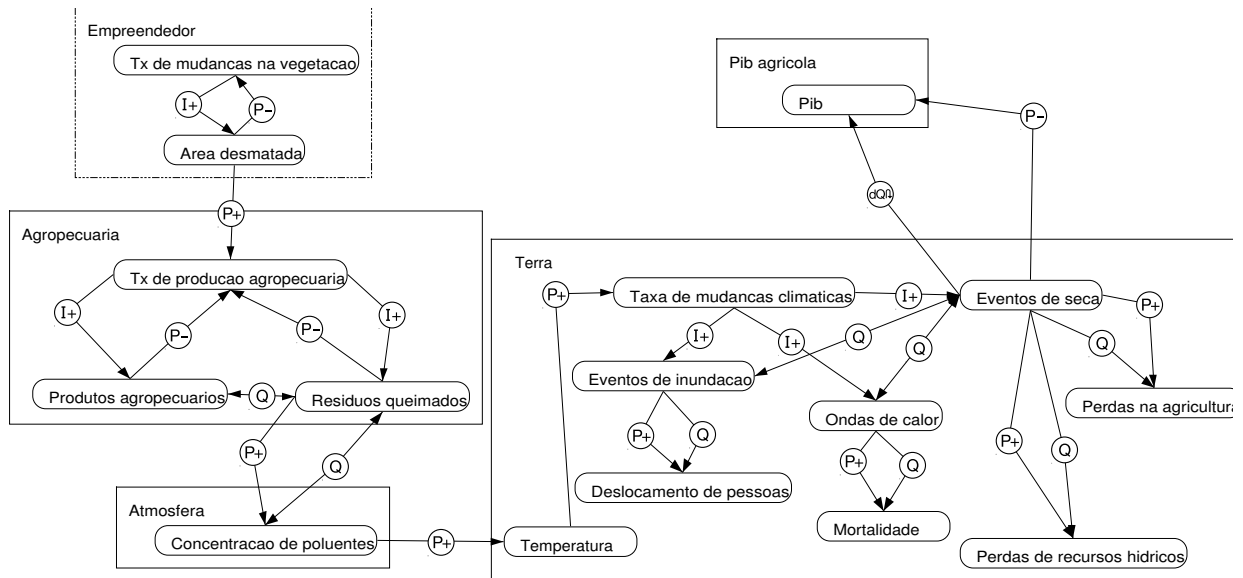 Empreendedor
Tx de mudancas na vegetacao
I+
P−
Area desmatada
P+
Agropecuaria
Tx de producao agropecuaria
I+
I+
P−
P−
Produtos agropecuarios
Q
Residuos queimados
P+
Q
Atmosfera
Concentracao de poluentes
P+
Pib agricola
Pib
P−
Terra
P+
Taxa de mudancas climaticas
I+
Eventos de seca
P+
I+
I+
Q
Q
Q
Eventos de inundacao
Perdas na agricultura
Ondas de calor
P+
Q
P+
Q
P+
Q
Deslocamento de pessoas
Mortalidade
Temperatura
Perdas de recursos hidricos